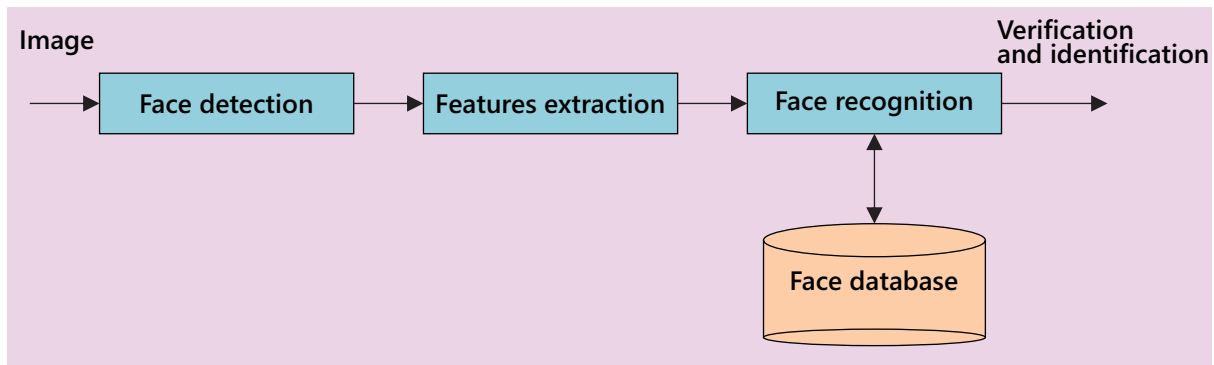 Image
Verification
and identification
Face detection
Features extraction
Face recognition
Face database